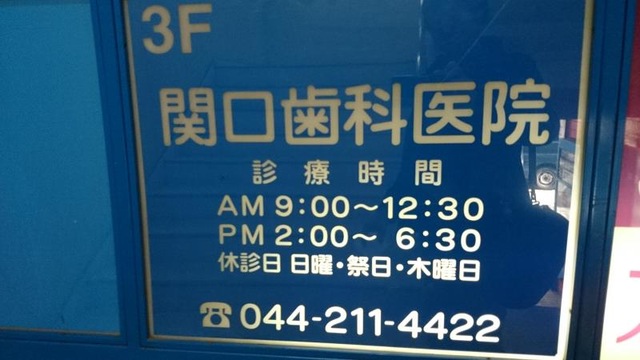 3F
関口歯科医院
診療時間
AM 9:00～12:30
PM 2:00～ 6:30
休診日 日曜・祭日・木曜日
☎ 044-211-4422